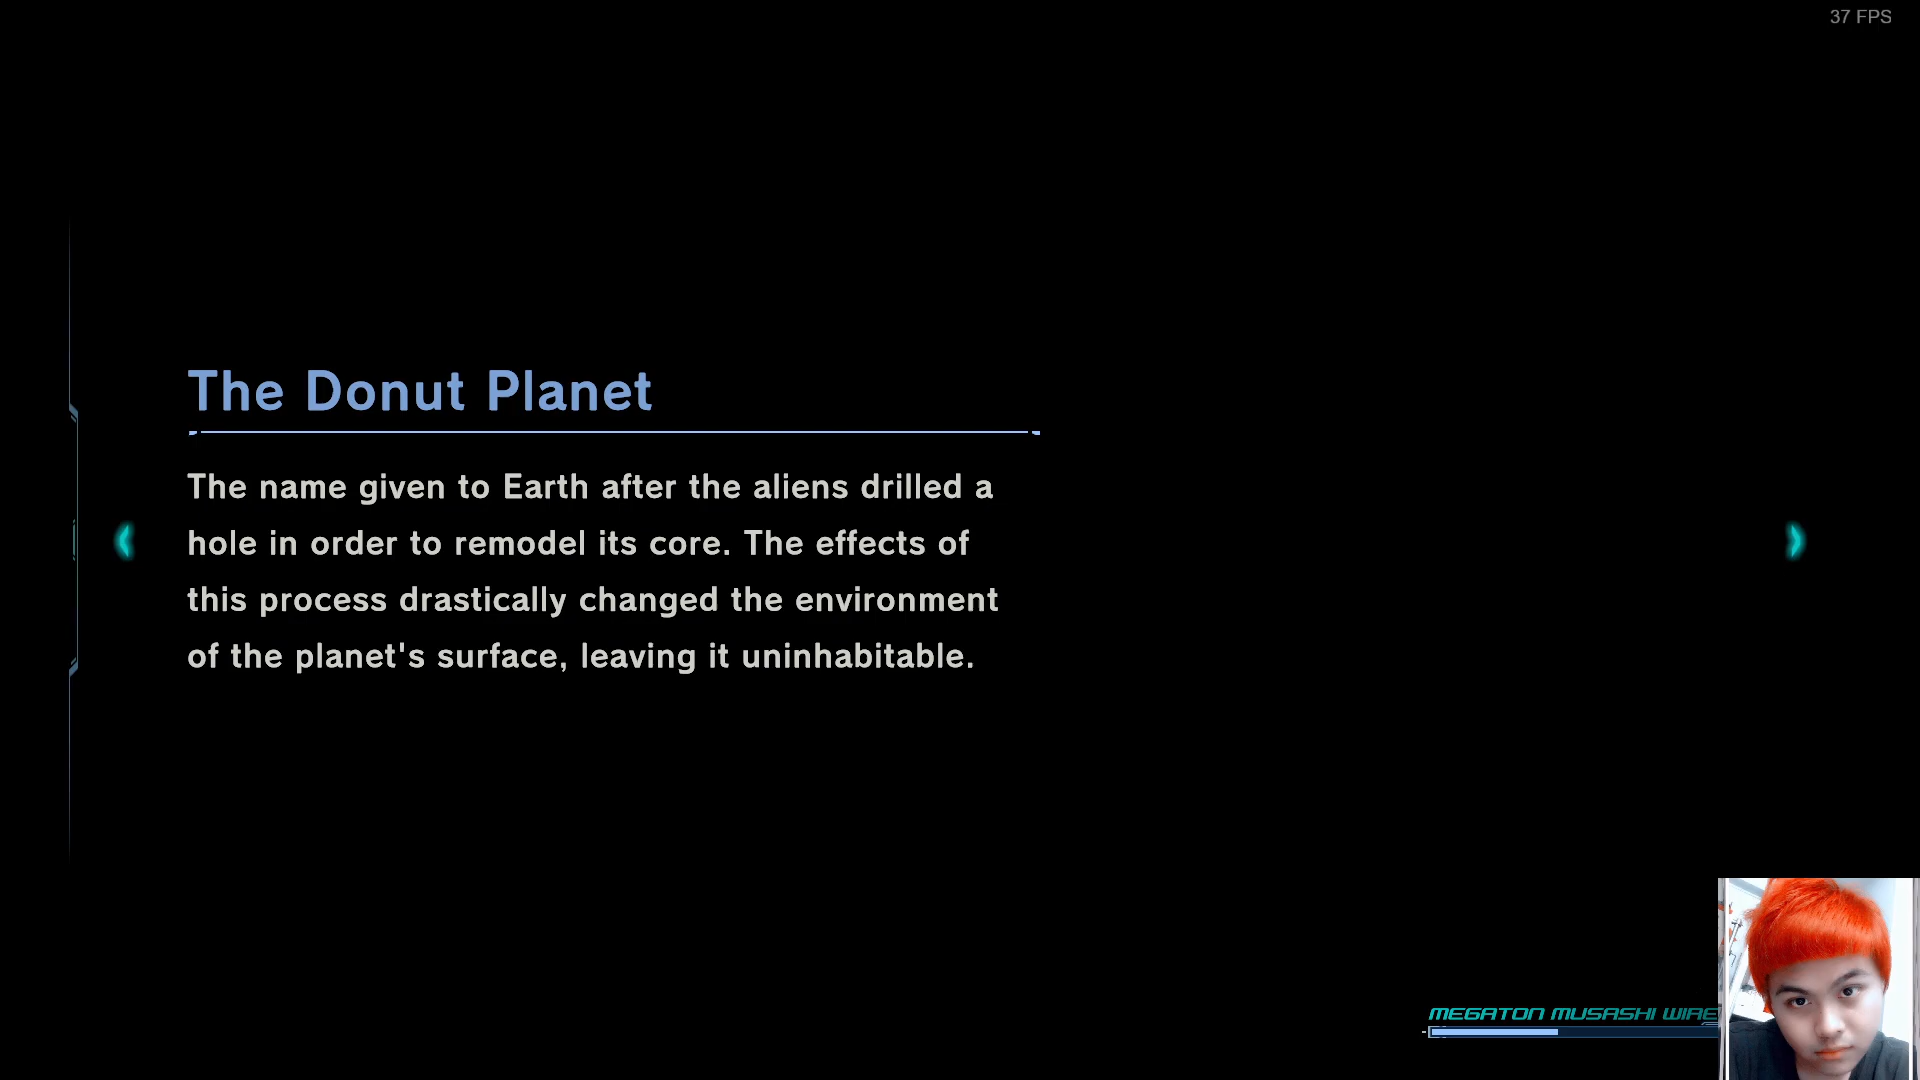 37 FPS
The Donut Planet
The name given to Earth after the aliens drilled a
hole in order to remodel its core. The effects of
this process drastically changed the environment
of the planet's surface, leaving it uninhabitable.
MEGATON MUSASHI WIRE